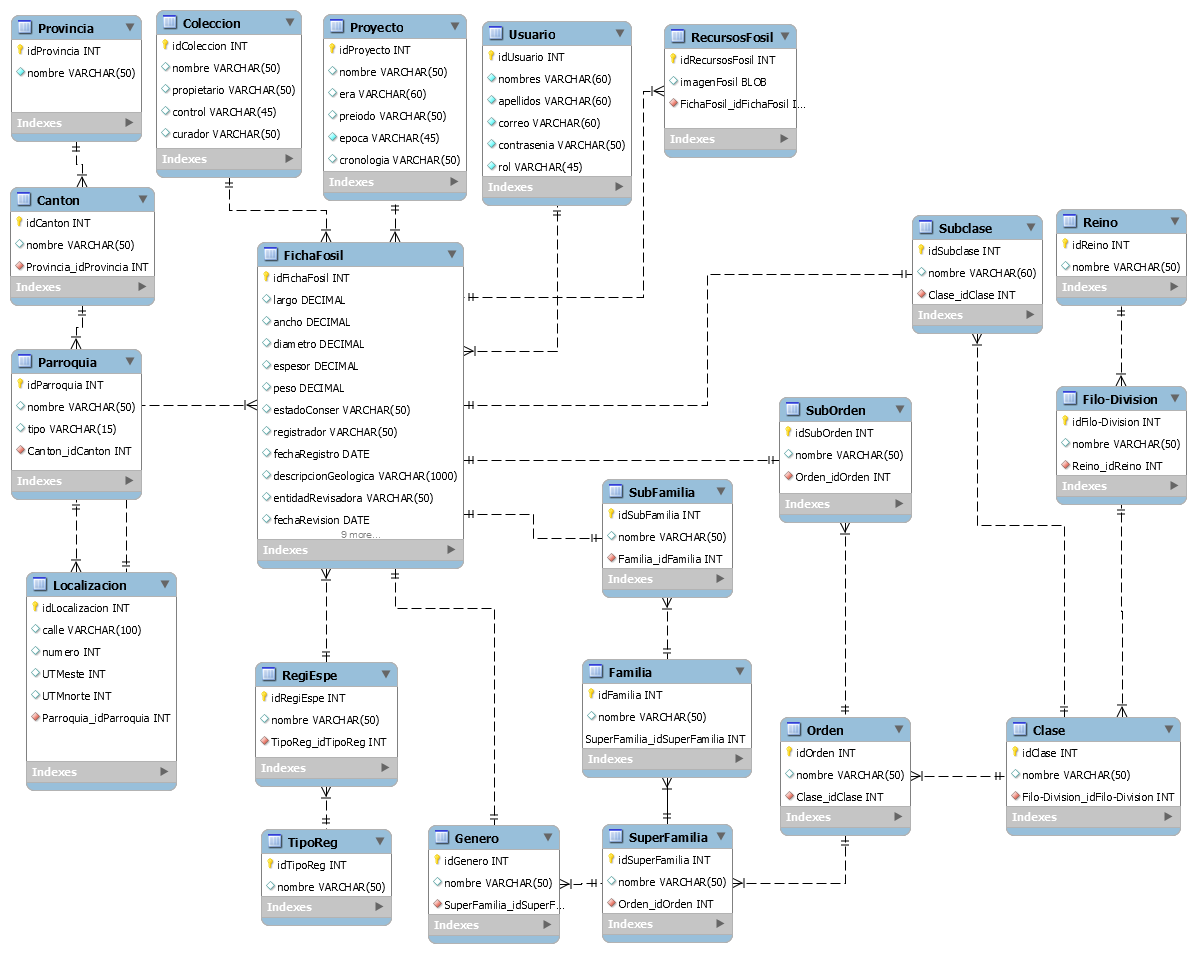 Provincia
idProvincia INT
nombre VARCHAR(50)
Indexes
Coleccion
idColeccion INT
nombre VARCHAR(50)
propietario VARCHAR(50)
control VARCHAR(45)
curador VARCHAR(50)
Indexes
Proyecto
idProyecto INT
nombre VARCHAR(50)
era VARCHAR(60)
preiodo VARCHAR(50)
epoca VARCHAR(45)
cronologia VARCHAR(50)
Indexes
Usuario
idUsuario INT
nombres VARCHAR(60)
apellidos VARCHAR(60)
correo VARCHAR(60)
contrasenia VARCHAR(50)
rol VARCHAR(45)
Indexes
RecursosFosil
idRecursosFosil INT
imagenFosil BLOB
FichaFosil_idFichaFosil I...
Indexes
Canton
idCanton INT
nombre VARCHAR(50)
Provincia_idProvincia INT
Indexes
FichaFosil
idFichaFosil INT
largo DECIMAL
ancho DECIMAL
diametro DECIMAL
espesor DECIMAL
peso DECIMAL
estadoConser VARCHAR(50)
registrador VARCHAR(50)
fechaRegistro DATE
descripcionGeologica VARCHAR(1000)
entidadRevisadora VARCHAR(50)
fechaRevision DATE
9 more...
Indexes
Subclase
idSubclase INT
nombre VARCHAR(60)
Clase_idClase INT
Indexes
Reino
idReino INT
nombre VARCHAR(50)
Indexes
Parroquia
idParroquia INT
nombre VARCHAR(50)
tipo VARCHAR(15)
Canton_idCanton INT
Indexes
SubOrden
idSubOrden INT
nombre VARCHAR(50)
Orden_idOrden INT
Indexes
Filo-Division
idFilo-Division INT
nombre VARCHAR(50)
Reino_idReino INT
Indexes
SubFamilia
idSubFamilia INT
nombre VARCHAR(50)
Familia_idFamilia INT
Indexes
Localizacion
idLocalizacion INT
calle VARCHAR(100)
numero INT
UTMeste INT
UTMnorte INT
Parroquia_idParroquia INT
Indexes
RegiEspe
idRegiEspe INT
nombre VARCHAR(50)
TipoReg_idTipoReg INT
Indexes
Familia
idFamilia INT
nombre VARCHAR(50)
SuperFamilia_idSuperFamilia INT
Indexes
Orden
idOrden INT
nombre VARCHAR(50)
Clase_idClase INT
Indexes
Clase
idClase INT
nombre VARCHAR(50)
Filo-Division_idFilo-Division INT
Indexes
TipoReg
idTipoReg INT
nombre VARCHAR(50)
Indexes
Genero
idGenero INT
nombre VARCHAR(50)
SuperFamilia_idSuperF...
Indexes
SuperFamilia
idSuperFamilia INT
nombre VARCHAR(50)
Orden_idOrden INT
Indexes